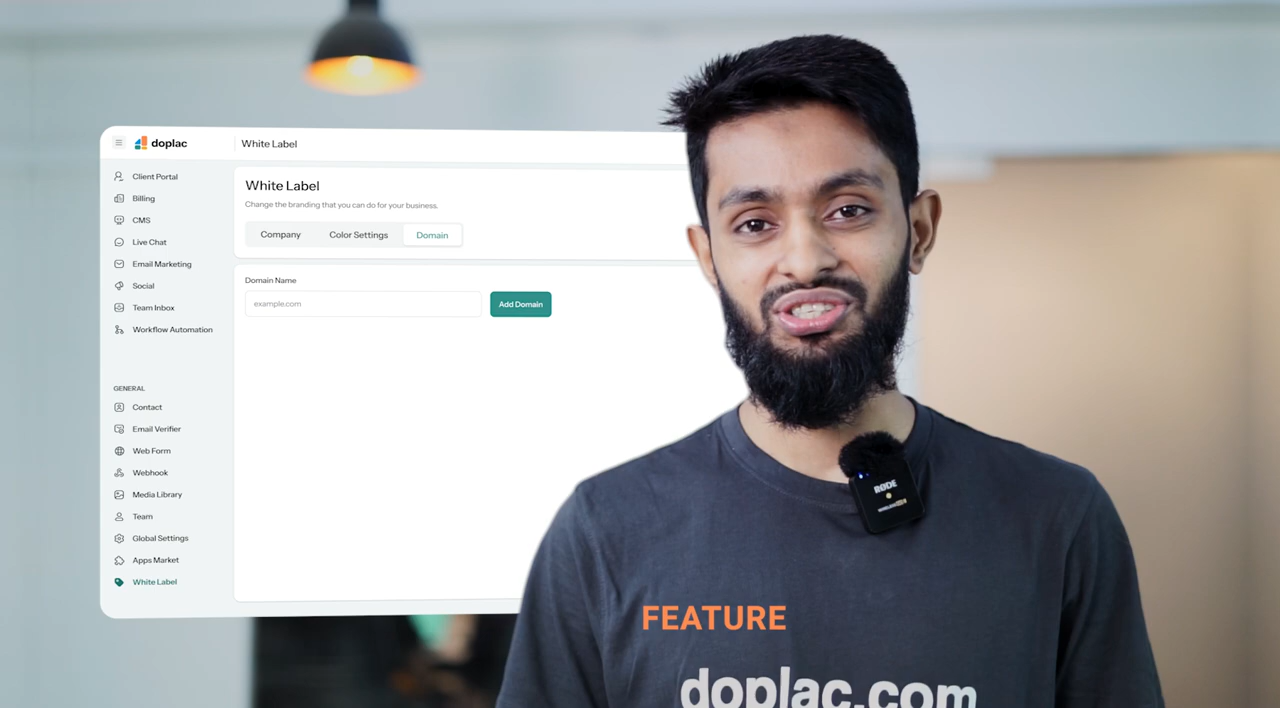 doplac
White Label
Client Portal
Billing
CMS
Live Chat
Email Marketing
Social
Team Inbox
Workflow Automation
GENERAL
Contact
Email Verifier
Web Form
Webhook
Media Library
Team
Global Settings
Apps Market
White Label
White Label
Change the branding that you can do for your business.
Company
Color Settings
Domain
Domain Name
example.com
Add Domain
RØDE
FEATURE
doplac.com